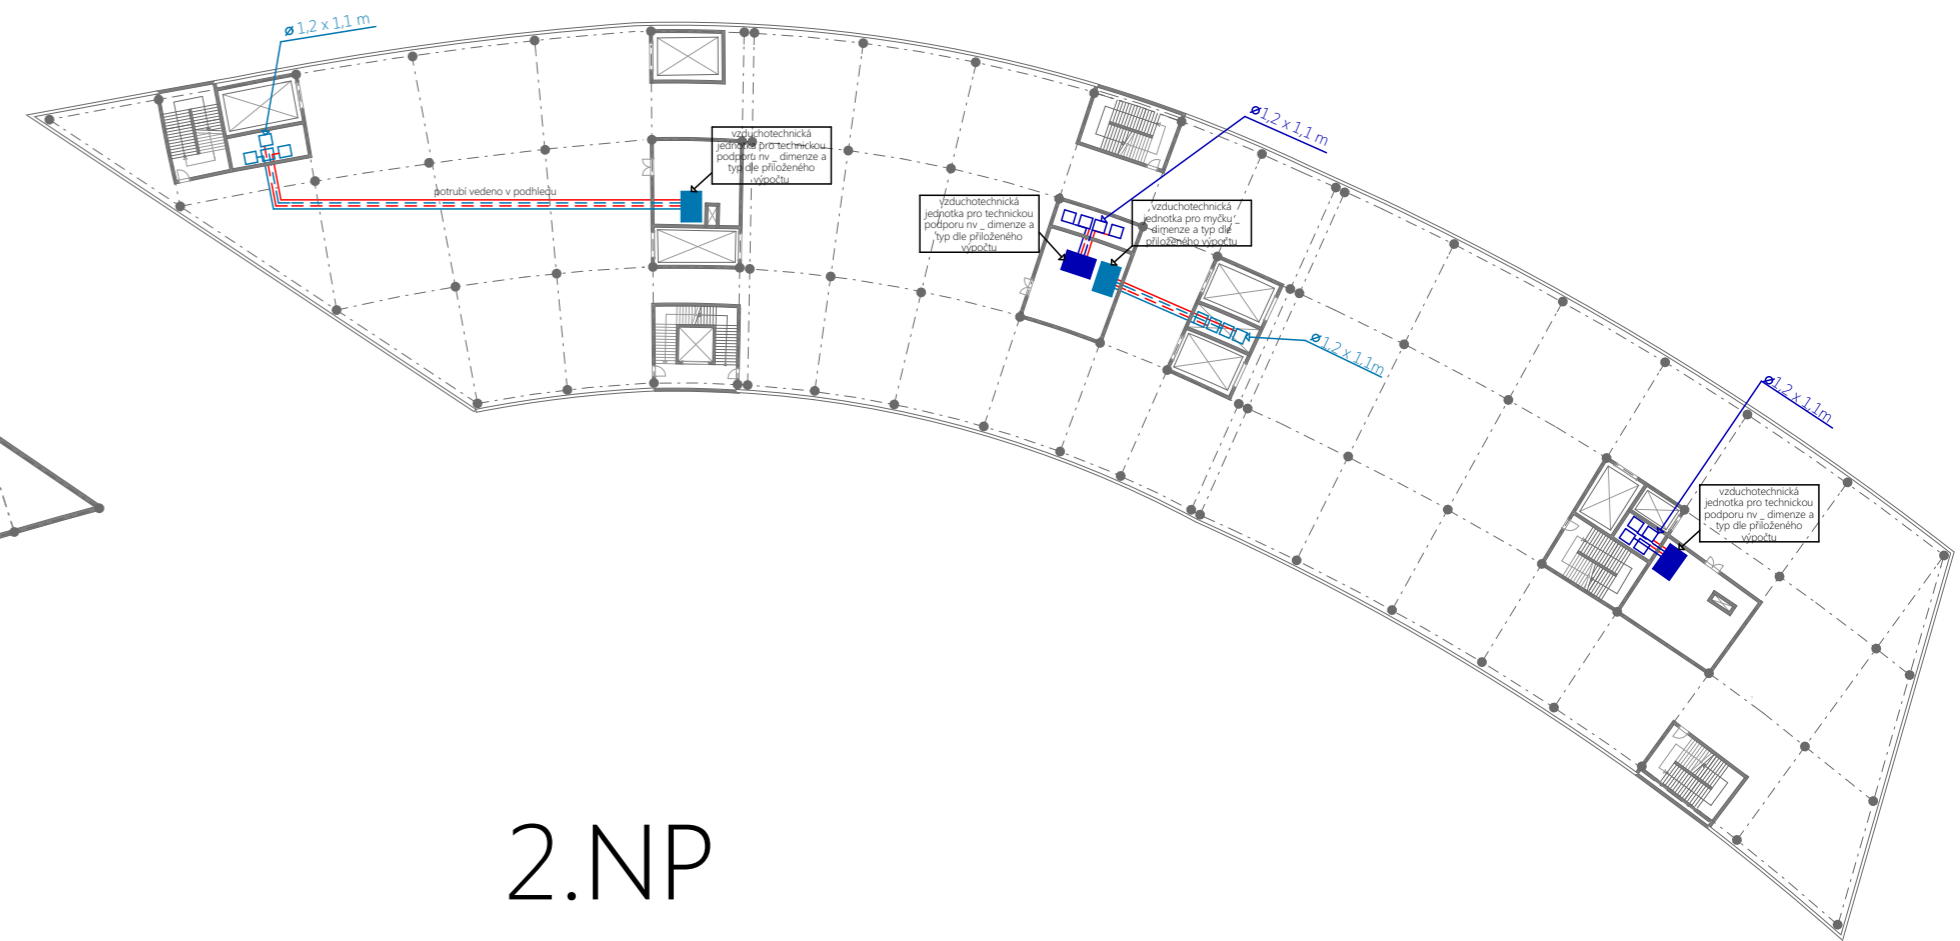 ø 1,2 x 1,1 m
vzduchotechnická
jednotka pro technickou
podporu nv _ dimenze a
typ dle přiloženého
výpočtu
potrubí vedeno v podhledu
ø1,2 x 1,1 m
vzduchotechnická
jednotka pro technickou
podporu nv _ dimenze a
typ dle přiloženého
výpočtu
vzduchotechnická
jednotka pro myčku _
dimenze a typ dle
přiloženého výpočtu
ø1,2 x 1,1m
ø1,2 x 1,1m
vzduchotechnická
jednotka pro technickou
podporu nv _ dimenze a
typ dle přiloženého
výpočtu
2.NP